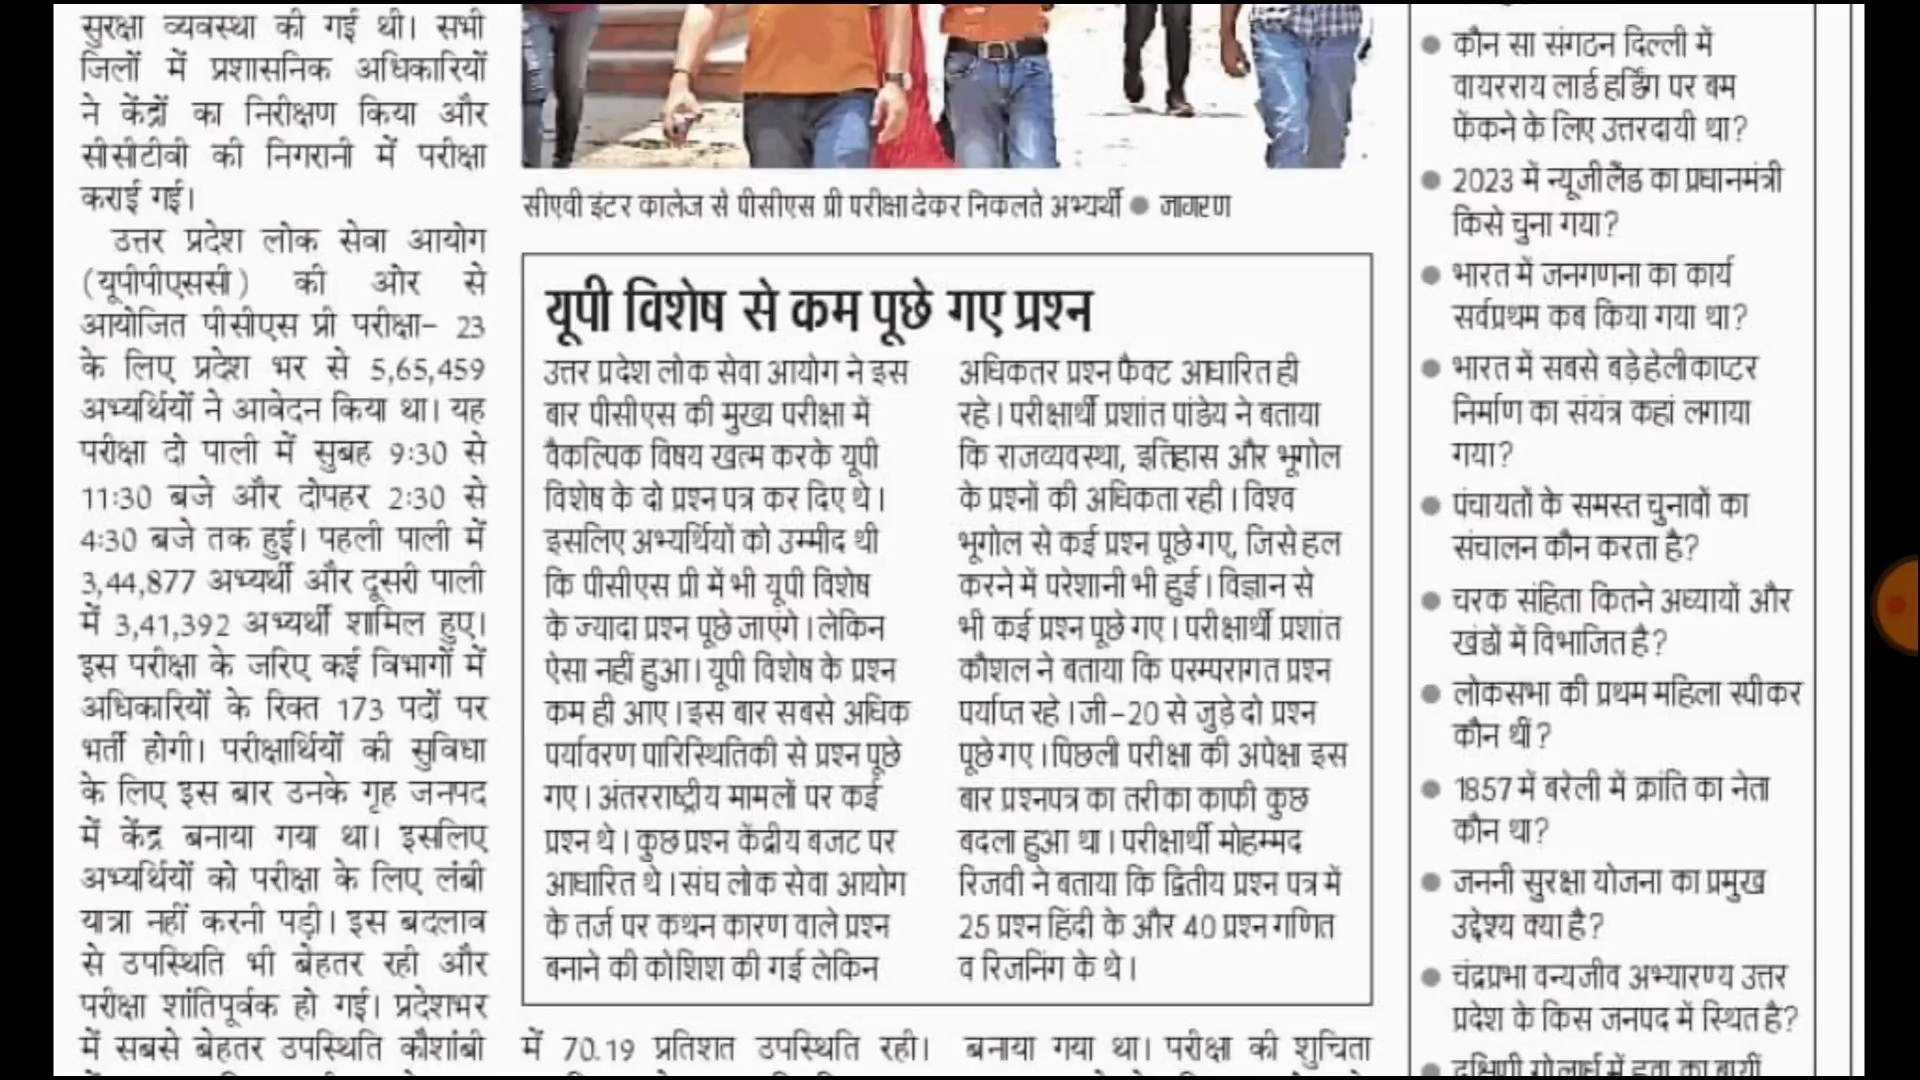 सुरक्षा व्यवस्था की गई थी। सभी
जिलों में प्रशासनिक अधिकारियों
ने केंद्रों का निरीक्षण किया और
सीसीटीवी की निगरानी में परीक्षा
कराई गई।
उत्तर प्रदेश लोक सेवा आयोग
(यूपीपीएससी) की ओर से
आयोजित पीसीएस प्री परीक्षा- 23
के लिए प्रदेश भर से 5,65,459
अभ्यर्थियों ने आवेदन किया था। यह
परीक्षा दो पाली में सुबह 9:30 से
11:30 बजे और दोपहर 2:30 से
4:30 बजे तक हुई। पहली पाली में
3,44,877 अभ्यर्थी और दूसरी पाली
में 3,41,392 अभ्यर्थी शामिल हुए।
इस परीक्षा के जरिए कई विभागों में
अधिकारियों के रिक्त 173 पदों पर
भर्ती होगी। परीक्षार्थियों की सुविधा
के लिए इस बार उनके गृह जनपद
में केंद्र बनाया गया था। इसलिए
अभ्यर्थियों को परीक्षा के लिए लंबी
यात्रा नहीं करनी पड़ी। इस बदलाव
से उपस्थिति भी बेहतर रही और
परीक्षा शांतिपूर्वक हो गई। प्रदेशभर
में सबसे बेहतर उपस्थिति कौशांबी
सीएवी इंटर कालेज से पीसीएस प्री परीक्षा देकर निकलते अभ्यर्थी ● जागरण
यूपी विशेष से कम पूछे गए प्रश्न
उत्तर प्रदेश लोक सेवा आयोग ने इस
बार पीसीएस की मुख्य परीक्षा में
वैकल्पिक विषय खत्म करके यूपी
विशेष के दो प्रश्न पत्र कर दिए थे।
इसलिए अभ्यर्थियों को उम्मीद थी
कि पीसीएस प्री में भी यूपी विशेष
के ज्यादा प्रश्न पूछे जाएंगे। लेकिन
ऐसा नहीं हुआ। यूपी विशेष के प्रश्न
कम ही आए। इस बार सबसे अधिक
पर्यावरण पारिस्थितिकी से प्रश्न पूछे
गए। अंतरराष्ट्रीय मामलों पर कई
प्रश्न थे। कुछ प्रश्न केंद्रीय बजट पर
आधारित थे। संघ लोक सेवा आयोग
के तर्ज पर कथन कारण वाले प्रश्न
बनाने की कोशिश की गई लेकिन
अधिकतर प्रश्न फैक्ट आधारित ही
रहे। परीक्षार्थी प्रशांत पांडेय ने बताया
कि राजव्यवस्था, इतिहास और भूगोल
के प्रश्नों की अधिकता रही। विश्व
भूगोल से कई प्रश्न पूछे गए, जिसे हल
करने में परेशानी भी हुई। विज्ञान से
भी कई प्रश्न पूछे गए। परीक्षार्थी प्रशांत
कौशल ने बताया कि परम्परागत प्रश्न
पर्याप्त रहे। जी-20 से जुड़े दो प्रश्न
पूछे गए। पिछली परीक्षा की अपेक्षा इस
बार प्रश्नपत्र का तरीका काफी कुछ
बदला हुआ था। परीक्षार्थी मोहम्मद
रिजवी ने बताया कि द्वितीय प्रश्न पत्र में
25 प्रश्न हिंदी के और 40 प्रश्न गणित
व रिजनिंग के थे।
में 70.19 प्रतिशत उपस्थिति रही।
बनाया गया था। परीक्षा की शुचिता
● कौन सा संगठन दिल्ली में
वायरराय लार्ड हर्डिंग पर बम
फेंकने के लिए उत्तरदायी था?
● 2023 में न्यूजीलैंड का प्रधानमंत्री
किसे चुना गया?
● भारत में जनगणना का कार्य
सर्वप्रथम कब किया गया था?
● भारत में सबसे बड़े हेलीकाप्टर
निर्माण का संयंत्र कहां लगाया
गया?
● पंचायतों के समस्त चुनावों का
संचालन कौन करता है?
● चरक संहिता कितने अध्यायों और
खंडों में विभाजित है?
● लोकसभा की प्रथम महिला स्पीकर
कौन थीं?
● 1857 में बरेली में क्रांति का नेता
कौन था?
● जननी सुरक्षा योजना का प्रमुख
उद्देश्य क्या है?
● चंद्रप्रभा वन्यजीव अभ्यारण्य उत्तर
प्रदेश के किस जनपद में स्थित है?
● दक्षिणी गोलार्ध में हवा का बायीं